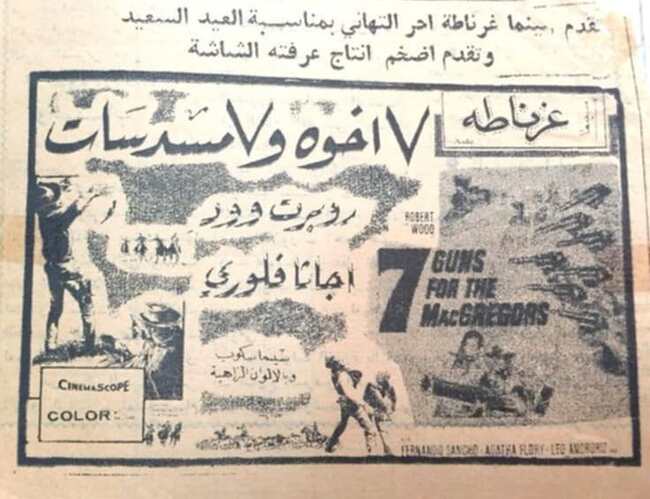 تقدم سينما غرناطة احر التهاني بمناسبة العيد السعيد
وتقدم اضخم انتاج عرفته الشاشة
غرناطه
٧ اخوه و ٧ مسدسات
روبرت وود
ROBERT
WOOD
اجاثا فلوري
7 GUNS
FOR THE
MACGREGORS
سينما سكوب
وبالالوان الزاهية
CINEMASCOPE
COLOR
FERNANDO SANCHO - AGATHA FLORY - LEO ANCHORIZ